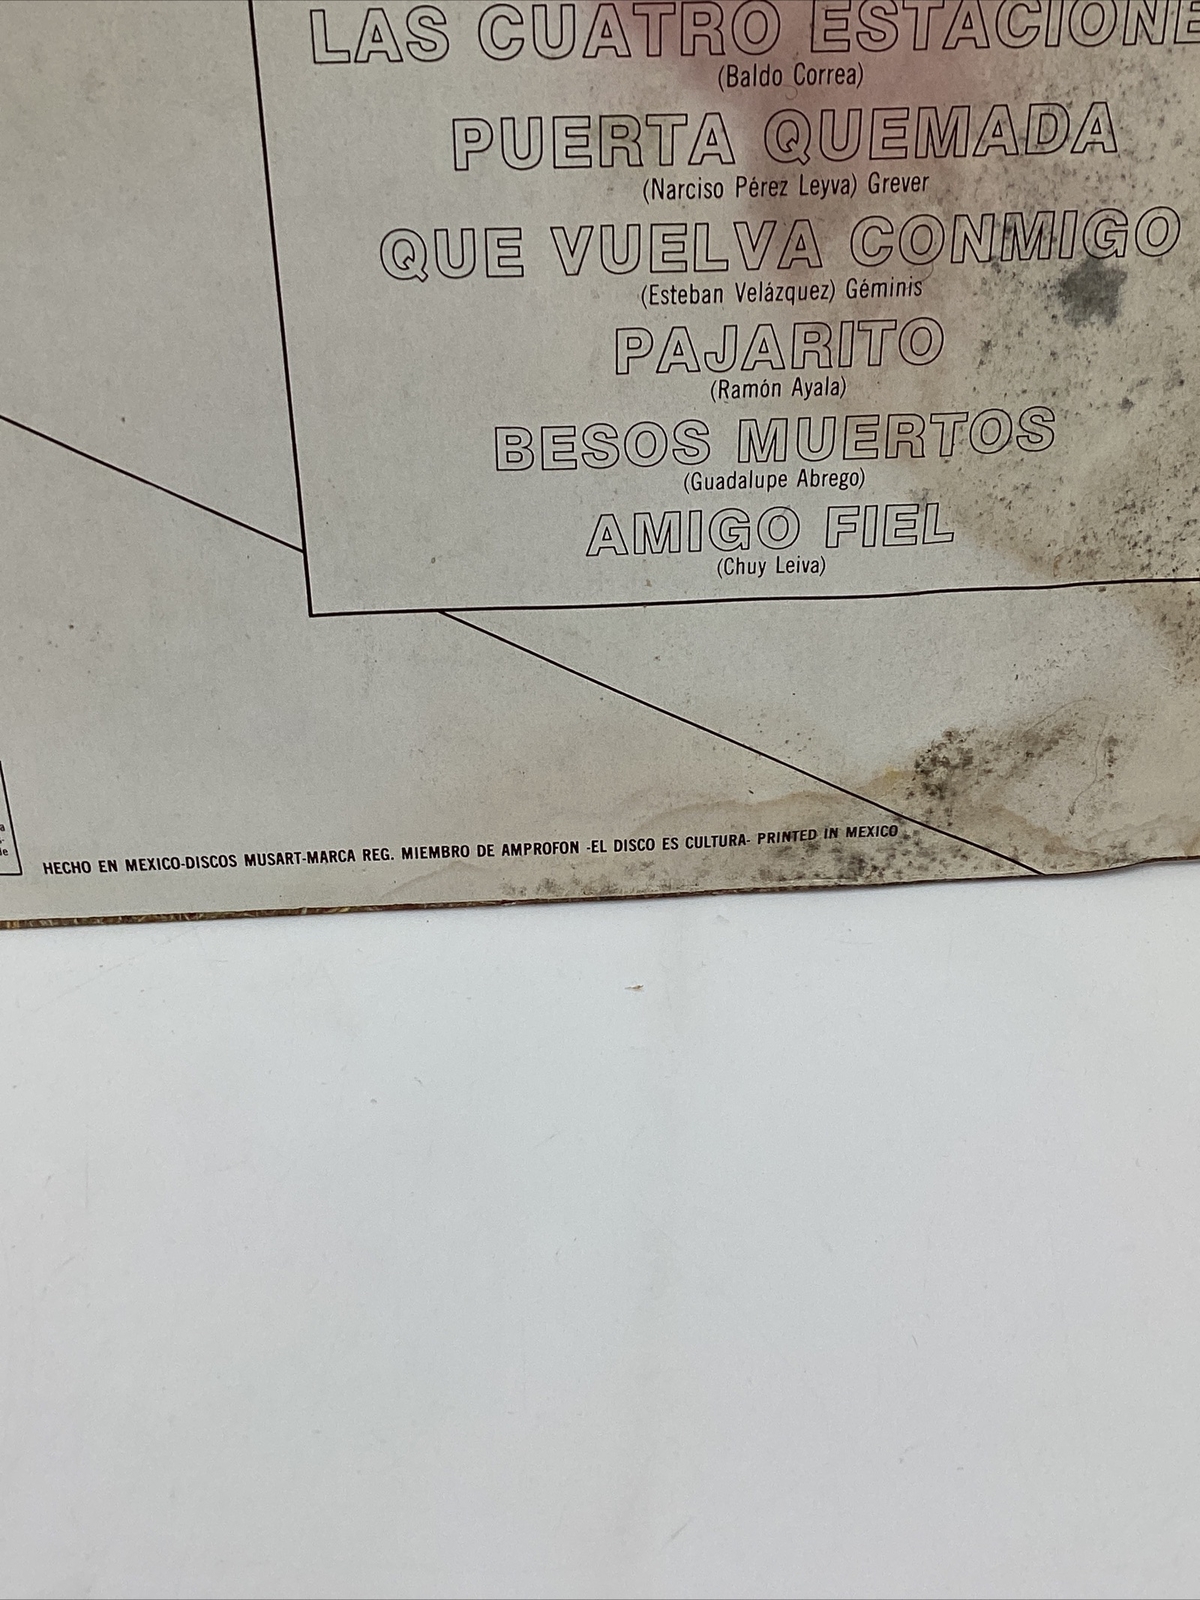 LAS CUATRO ESTACIONE
(Baldo Correa)
PUERTA QUEMADA
(Narciso Pérez Leyva) Grever
QUE VUELVA CONMIGO
(Esteban Velázquez) Géminis
PAJARITO
(Ramón Ayala)
BESOS MUERTOS
(Guadalupe Abrego)
AMIGO FIEL
(Chuy Leiva)
HECHO EN MEXICO-DISCOS MUSART-MARCA REG. MIEMBRO DE AMPROFON -EL DISCO ES CULTURA- PRINTED IN MEXICO